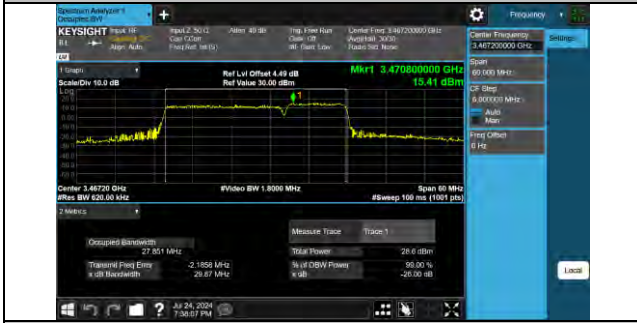 Spectrum Analyzer 1
Occupied BW
+
Frequency
KEYSIGHT Input: RF
Coupling: DC
Align: Auto
Input Z: 50 Ω
Corr CCorr
Freq Ref: Int (S)
Atten: 40 dB
Trig: Free Run
Gate: Off
#IF Gain: Low
Center Freq: 3.467200000 GHz
Avg|Hold: 30/30
Radio Std: None
Center Frequency
3.467200000 GHz
Settings
Span
60.000 MHz
CF Step
6.000000 MHz
Auto
Man
Freq Offset
0 Hz
1 Graph
Scale/Div 10.0 dB
Log
Ref Lvl Offset 4.49 dB
Ref Value 30.00 dBm
Mkr1 3.470800000 GHz
15.41 dBm
1
Center 3.46720 GHz
#Res BW 620.00 kHz
#Video BW 1.8000 MHz
Span 60 MHz
#Sweep 100 ms (1001 pts)
2 Metrics
Measure Trace Trace 1
Occupied Bandwidth
27.851 MHz
Total Power 28.6 dBm
Transmit Freq Error -2.1858 MHz
% of OBW Power 99.00 %
x dB Bandwidth 29.87 MHz
x dB -26.00 dB
Local
?
Jul 24, 2024
7:38:07 PM